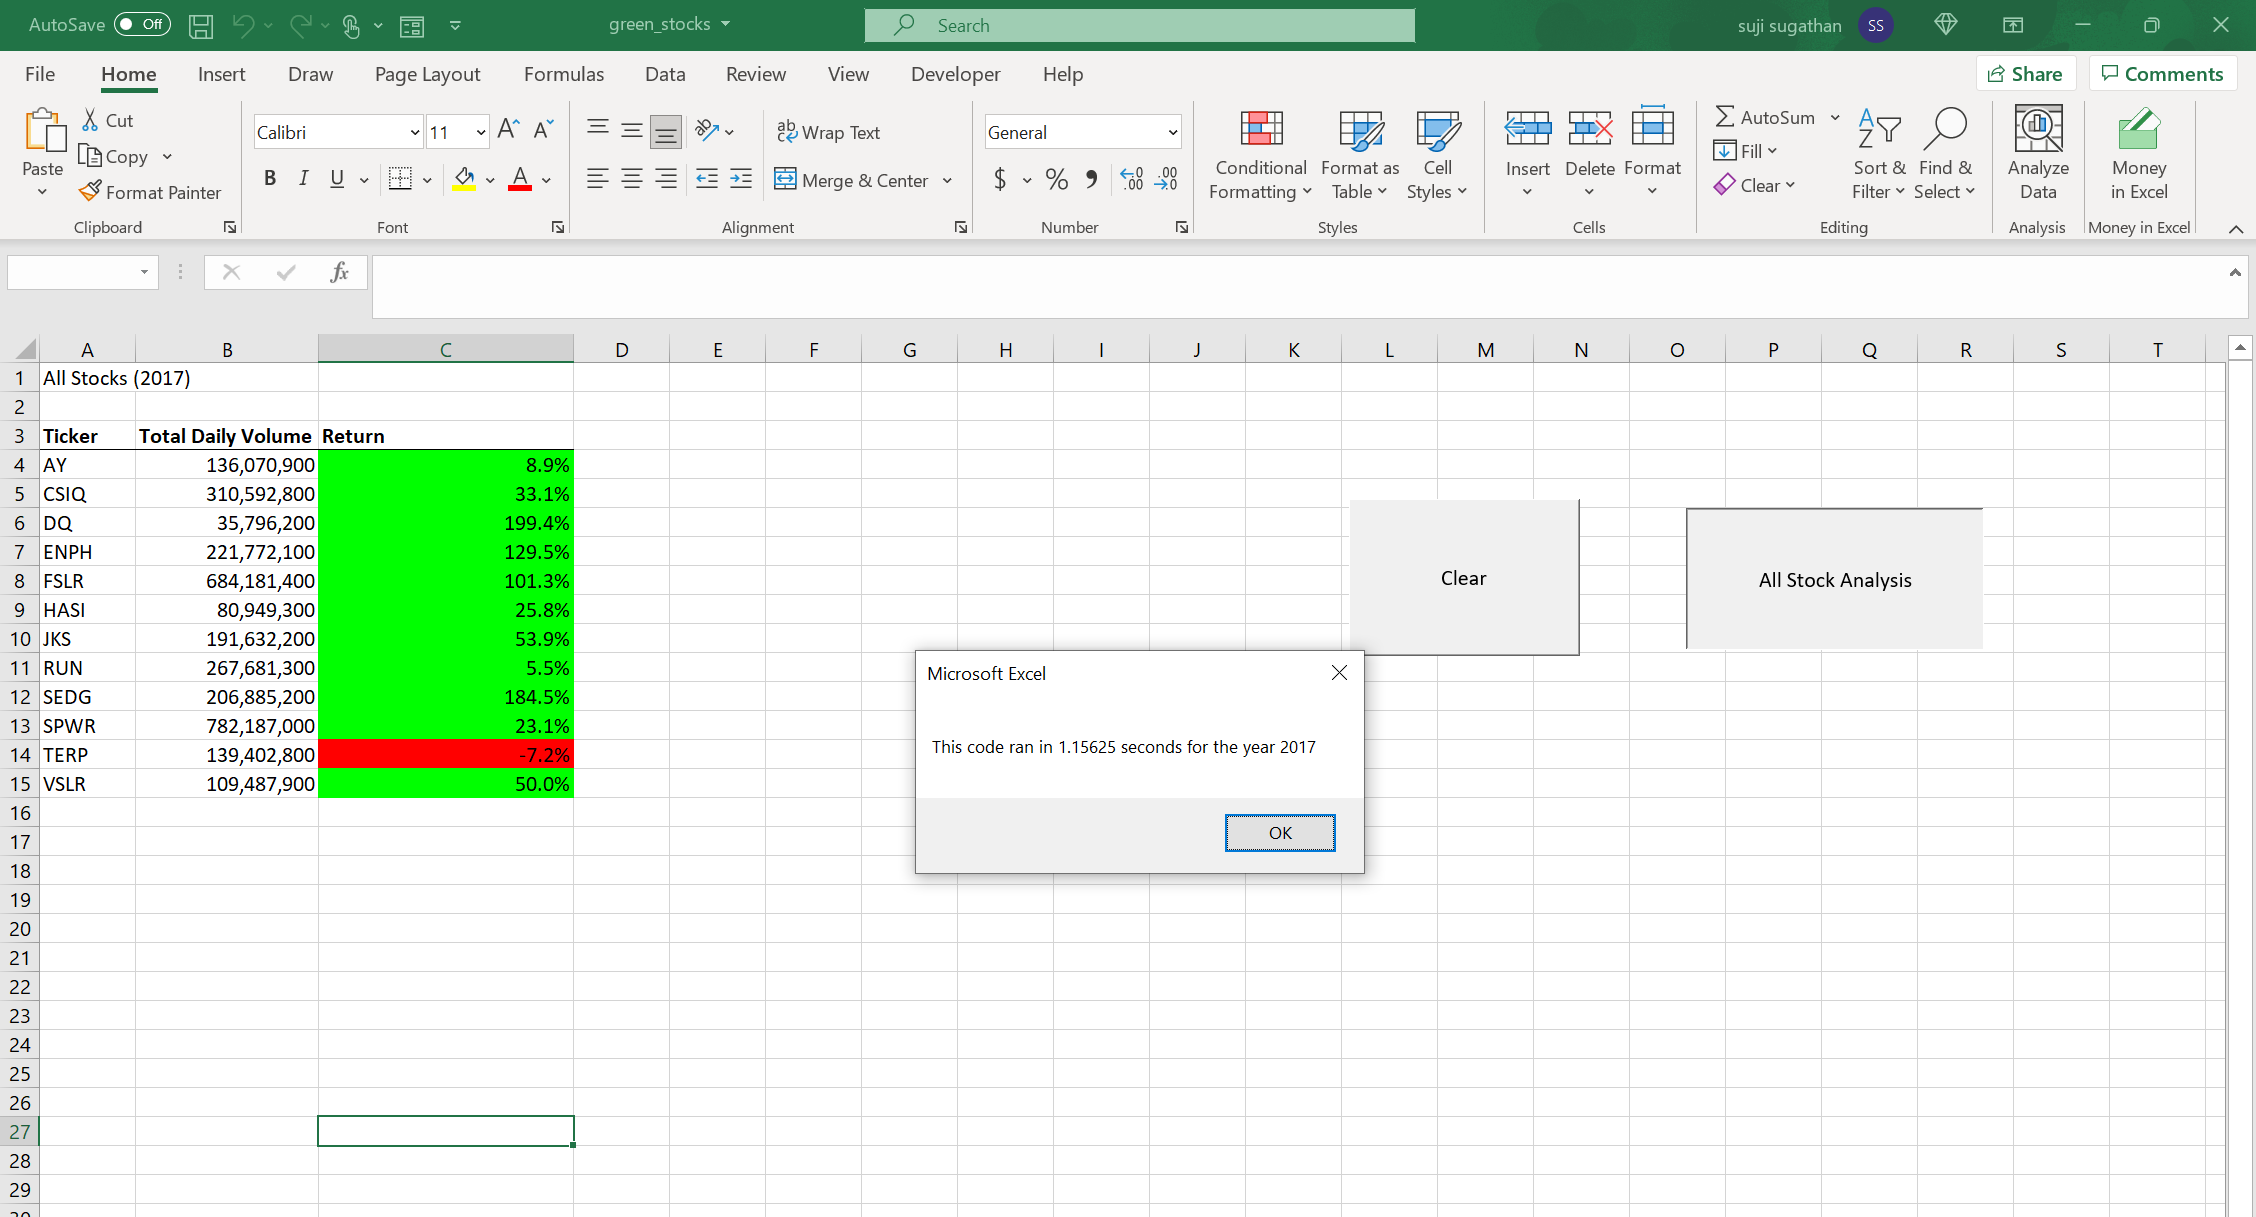 AutoSave Off green_stocks Search suji sugathan SS
File Home Insert Draw Page Layout Formulas Data Review View Developer Help Share Comments
Paste Cut Copy Format Painter
Clipboard
Calibri 11
B I U A
Font
ab Wrap Text
Merge & Center
Alignment
General
$ % 9 .00 .00
Number
Conditional Formatting Format as Table Cell Styles
Styles
Insert Delete Format
Cells
AutoSum
Fill
Clear
Sort & Filter Find & Select
Editing
Analyze Data
Analysis
Money in Excel
Money in Excel
fx
A B C D E F G H I J K L M N O P Q R S T
1 All Stocks (2017)
2
3 Ticker Total Daily Volume Return
4 AY 136,070,900 8.9%
5 CSIQ 310,592,800 33.1%
6 DQ 35,796,200 199.4%
7 ENPH 221,772,100 129.5%
8 FSLR 684,181,400 101.3%
9 HASI 80,949,300 25.8%
10 JKS 191,632,200 53.9%
11 RUN 267,681,300 5.5%
12 SEDG 206,885,200 184.5%
13 SPWR 782,187,000 23.1%
14 TERP 139,402,800 -7.2%
15 VSLR 109,487,900 50.0%
16
17
18
19
20
21
22
23
24
25
26
27
28
29
Clear
All Stock Analysis
Microsoft Excel
This code ran in 1.15625 seconds for the year 2017
OK